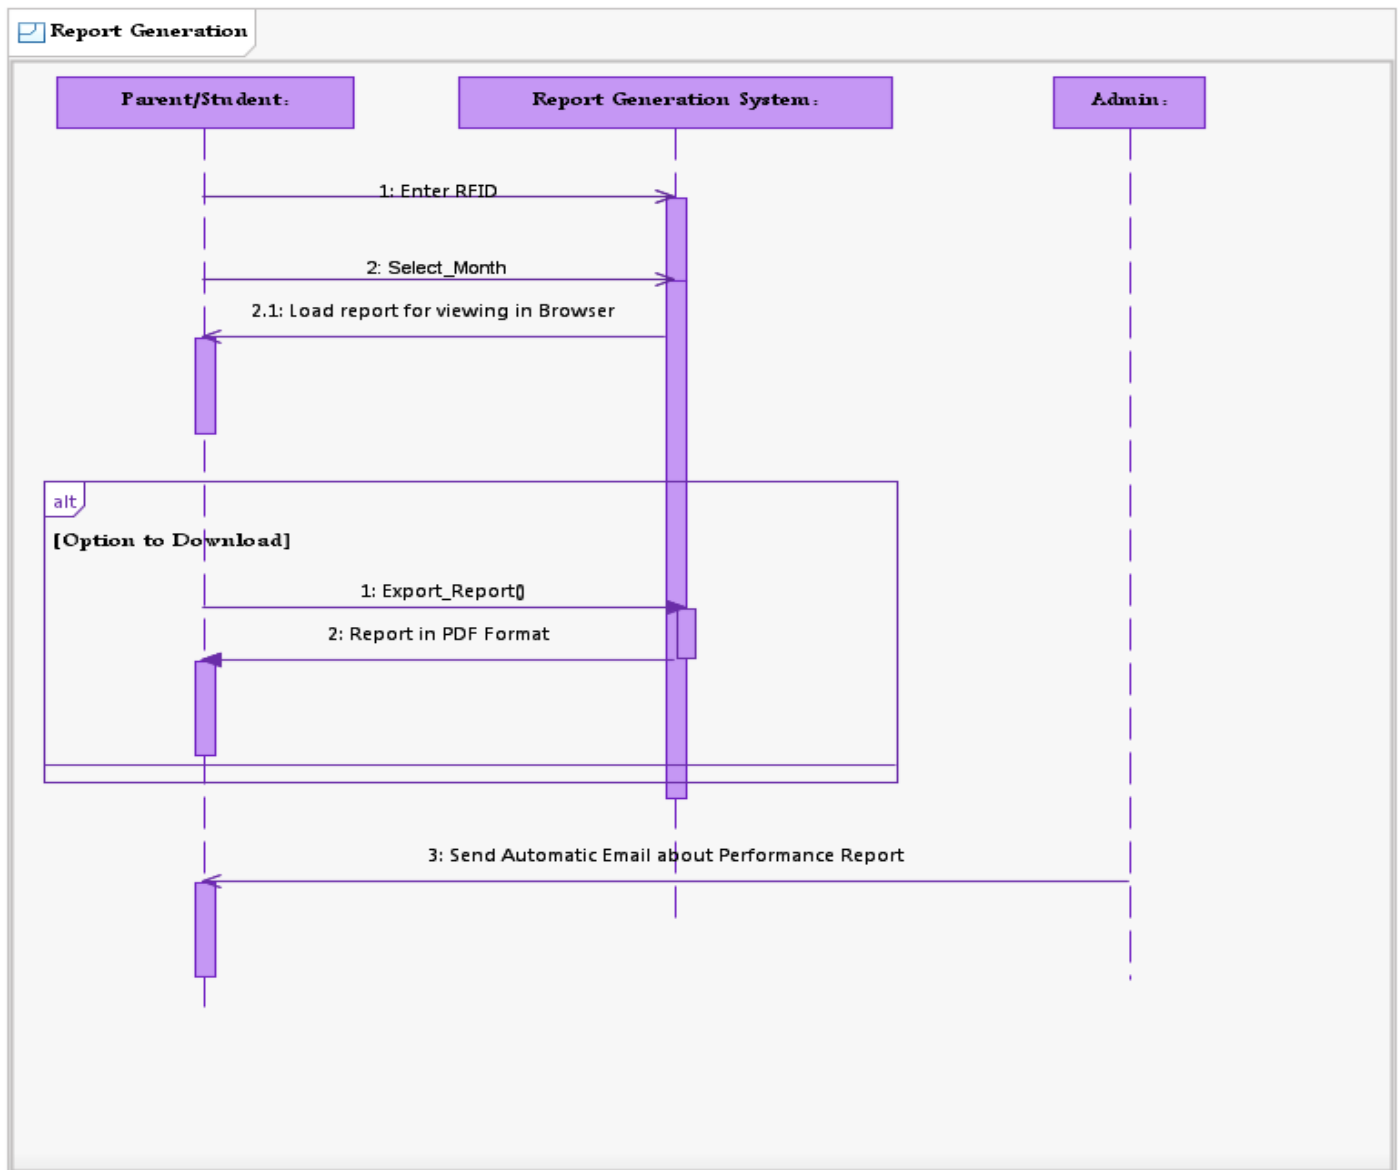 Report Generation
Parent/Student:
Report Generation System:
Admin:
1: Enter RFID
2: Select_Month
2.1: Load report for viewing in Browser
alt
[Option to Download]
1: Export_Report()
2: Report in PDF Format
3: Send Automatic Email about Performance Report